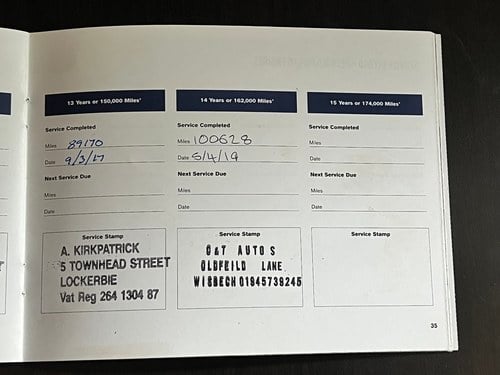 13 Years or 150,000 Miles*
Service Completed
Miles 89170
Date 9/3/17
Next Service Due
Miles
Date
Service Stamp
A. KIRKPATRICK
5 TOWNHEAD STREET
LOCKERBIE
Vat Reg 264 1304 87
14 Years or 162,000 Miles*
Service Completed
Miles 100628
Date 5/4/19
Next Service Due
Miles
Date
Service Stamp
O&T AUTOS
OLDFEILD LANE
WISBECH 01945739245
15 Years or 174,000 Miles*
Service Completed
Miles
Date
Next Service Due
Miles
Date
Service Stamp
35